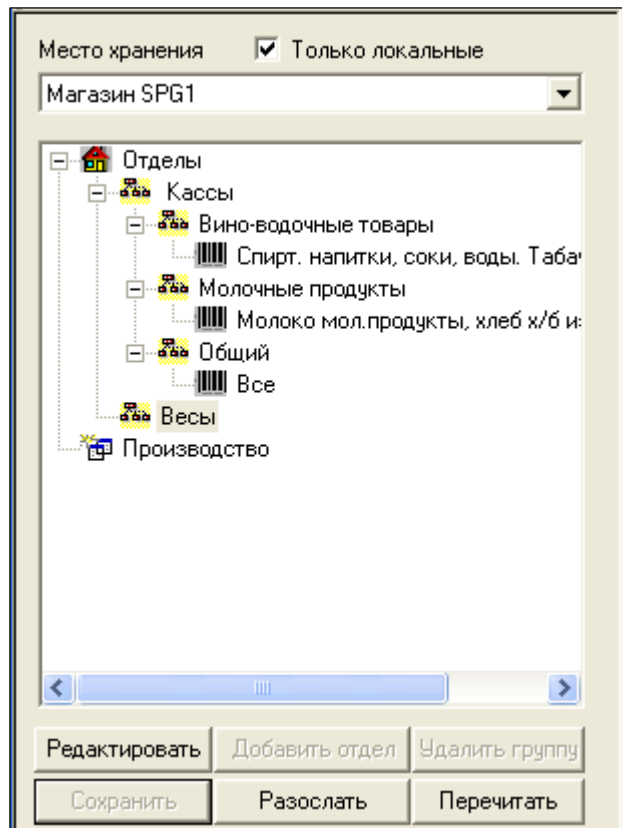 Место хранения Только локальные
Магазин SPG1
Отделы
Кассы
Вино-водочные товары
Спирт. напитки, соки, воды. Таба
Молочные продукты
Молоко мол.продукты, хлеб х/б и
Общий
Все
Весы
Производство
Редактировать Добавить отдел Удалить группу
Сохранить Разослать Перечитать